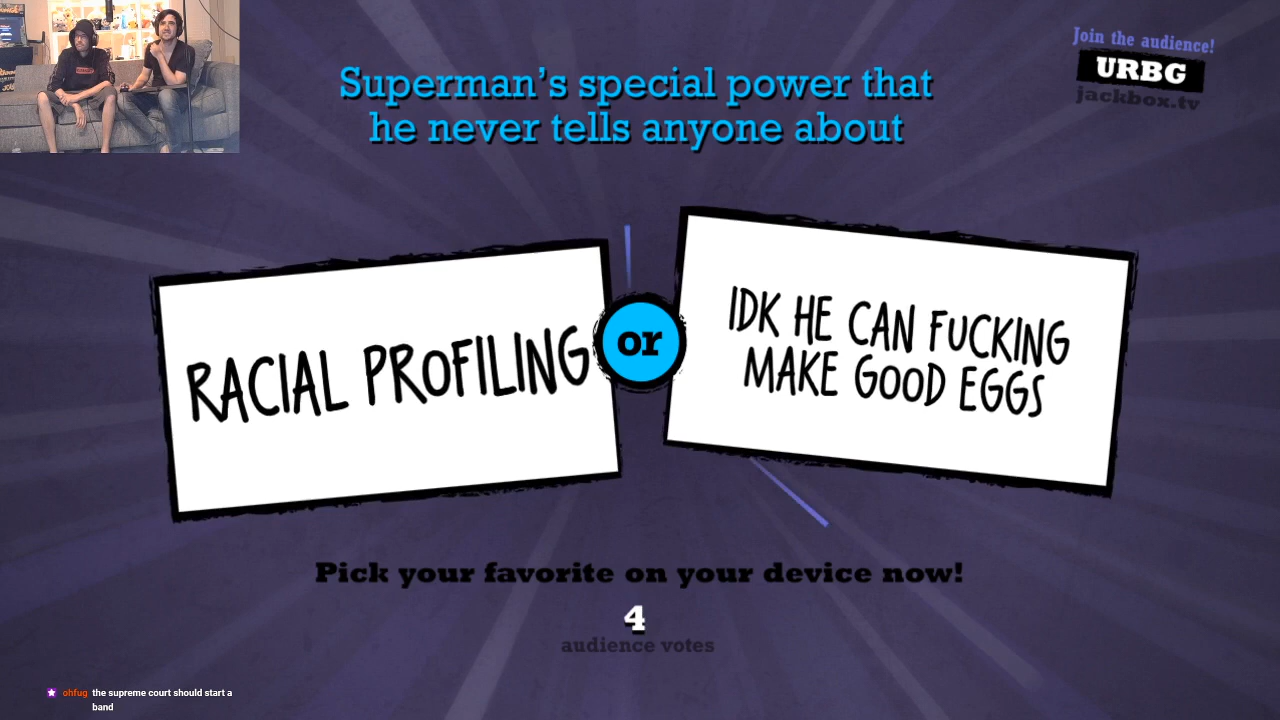 Superman's special power that
he never tells anyone about
Join the audience!
URBG
jackbox.tv
RACIAL PROFILING
or
IDK HE CAN FUCKING
MAKE GOOD EGGS
Pick your favorite on your device now!
4
audience votes
ohfug the supreme court should start a
band